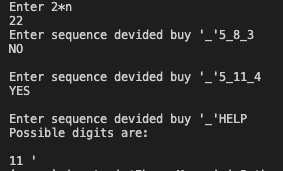 Enter 2*n
22
Enter sequence devided buy '_'5_8_3
NO
Enter sequence devided buy '_'5_11_4
YES
Enter sequence devided buy '_'HELP
Possible digits are:
11 '